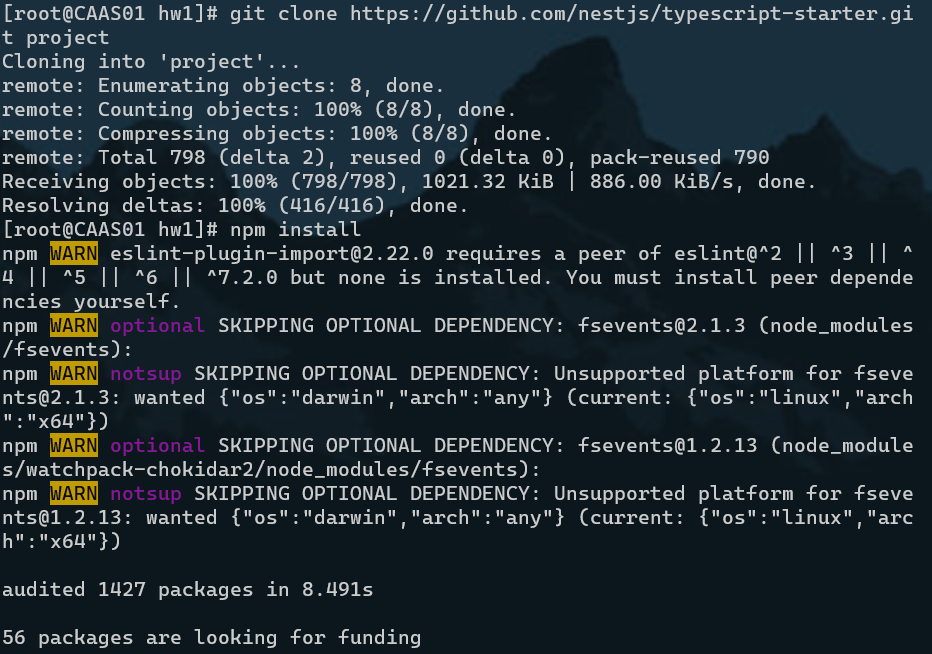 [root@CAAS01 hw1]# git clone https://github.com/nestjs/typescript-starter.gi
t project
Cloning into 'project'...
remote: Enumerating objects: 8, done.
remote: Counting objects: 100% (8/8), done.
remote: Compressing objects: 100% (8/8), done.
remote: Total 798 (delta 2), reused 0 (delta 0), pack-reused 790
Receiving objects: 100% (798/798), 1021.32 KiB | 886.00 KiB/s, done.
Resolving deltas: 100% (416/416), done.
[root@CAAS01 hw1]# npm install
npm WARN eslint-plugin-import@2.22.0 requires a peer of eslint@^2 || ^3 || ^
4 || ^5 || ^6 || ^7.2.0 but none is installed. You must install peer depende
ncies yourself.
npm WARN optional SKIPPING OPTIONAL DEPENDENCY: fsevents@2.1.3 (node_modules
/fsevents):
npm WARN notsup SKIPPING OPTIONAL DEPENDENCY: Unsupported platform for fseve
nts@2.1.3: wanted {"os":"darwin","arch":"any"} (current: {"os":"linux","arch
":"x64"})
npm WARN optional SKIPPING OPTIONAL DEPENDENCY: fsevents@1.2.13 (node_module
s/watchpack-chokidar2/node_modules/fsevents):
npm WARN notsup SKIPPING OPTIONAL DEPENDENCY: Unsupported platform for fseve
nts@1.2.13: wanted {"os":"darwin","arch":"any"} (current: {"os":"linux","arc
h":"x64"})
audited 1427 packages in 8.491s
56 packages are looking for funding